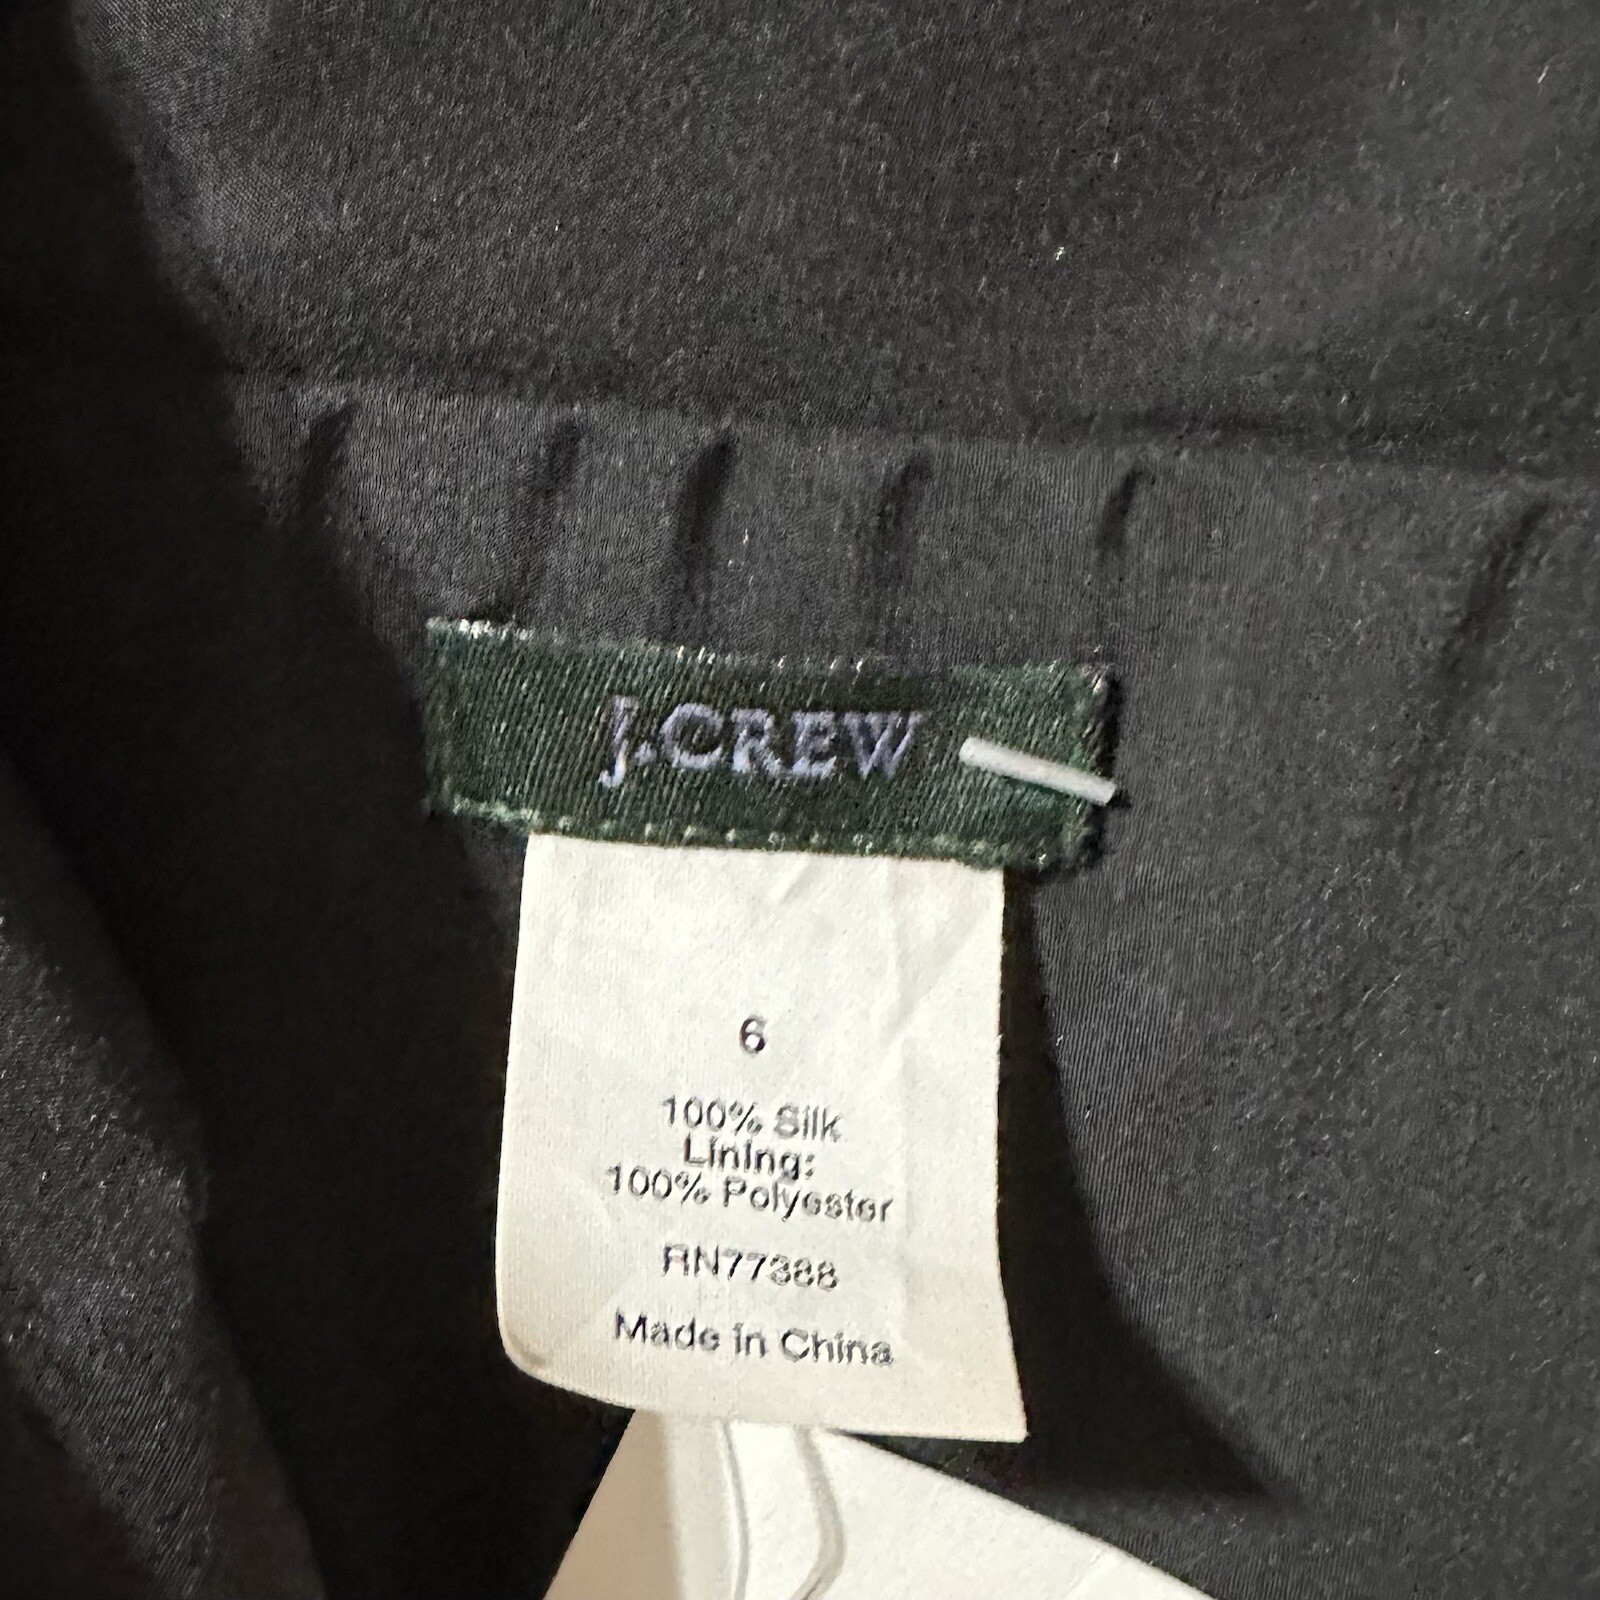 J.CREW
6
100% Silk
Lining:
100% Polyester
RN77388
Made in China